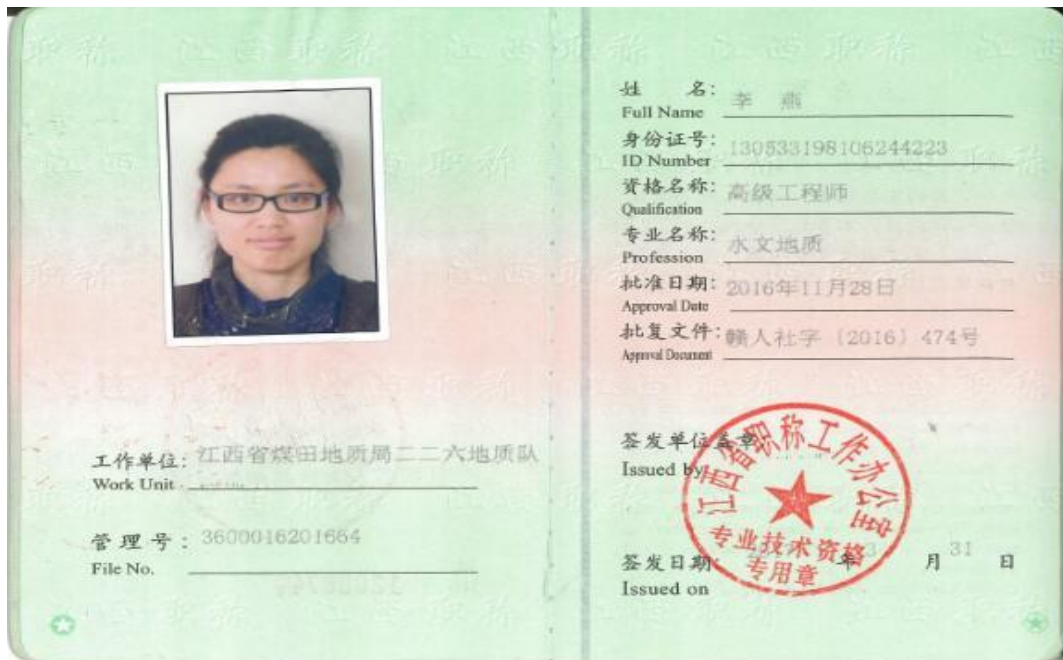 工作单位: 江西省煤田地质局二二六地质队
Work Unit
管理号: 3600016201664
File No.
姓 名: 李燕
Full Name
身份证号: 130533198106244223
ID Number
资格名称: 高级工程师
Qualification
专业名称: 水文地质
Profession
批准日期: 2016年11月28日
Approval Date
批复文件: 赣人社字〔2016〕474号
Approval Document
签发单位盖章
Issued by
江西省职称工作办公室
专业技术资格
专用章
签发日期: 年 3 月 31 日
Issued on